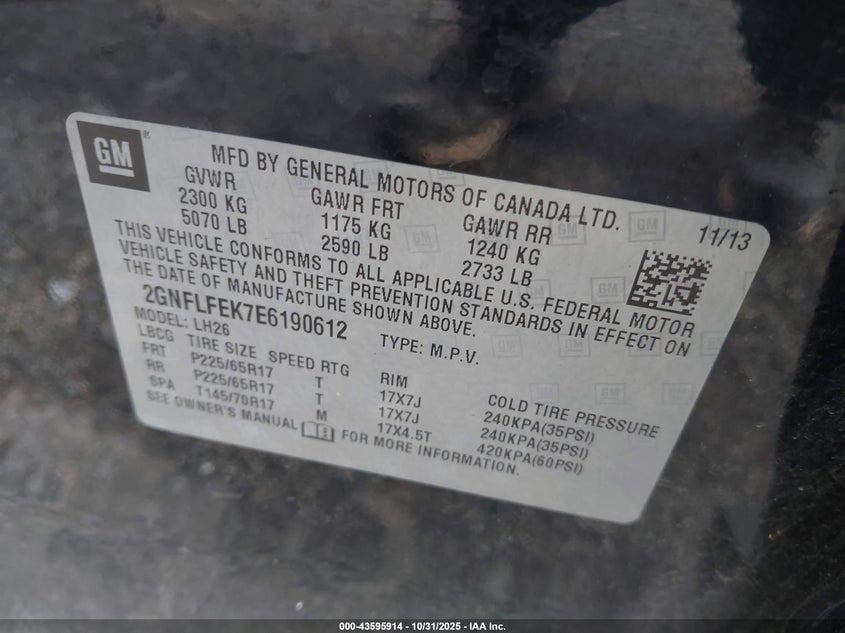 GM ®
MFD BY GENERAL MOTORS OF CANADA LTD. 11/13
GVWR GAWR FRT GAWR RR
2300 KG 1175 KG 1240 KG
5070 LB 2590 LB 2733 LB
THIS VEHICLE CONFORMS TO ALL APPLICABLE U.S. FEDERAL MOTOR
VEHICLE SAFETY AND THEFT PREVENTION STANDARDS IN EFFECT ON
THE DATE OF MANUFACTURE SHOWN ABOVE.
2GNFLFEK7E6190612 TYPE: M.P.V.
MODEL: LH26
LBCG TIRE SIZE SPEED RTG RIM COLD TIRE PRESSURE
FRT P225/65R17 T 17X7J 240KPA(35PSI)
RR P225/65R17 T 17X7J 240KPA(35PSI)
SPA T145/70R17 M 17X4.5T 420KPA(60PSI)
SEE OWNER'S MANUAL FOR MORE INFORMATION.
000-43595914 - 10/31/2025 - IAA Inc.